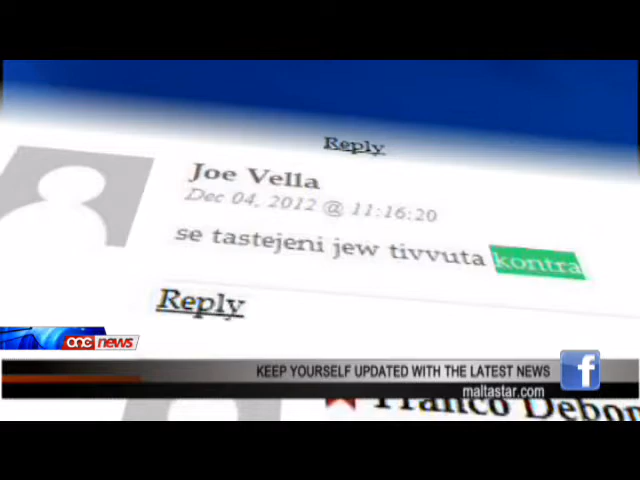 Reply
Joe Vella
Dec 04, 2012 @ 11:16:20
se tastejeni jew tivvuta kontra
Reply
one news
KEEP YOURSELF UPDATED WITH THE LATEST NEWS
maltastar.com
f
Franco